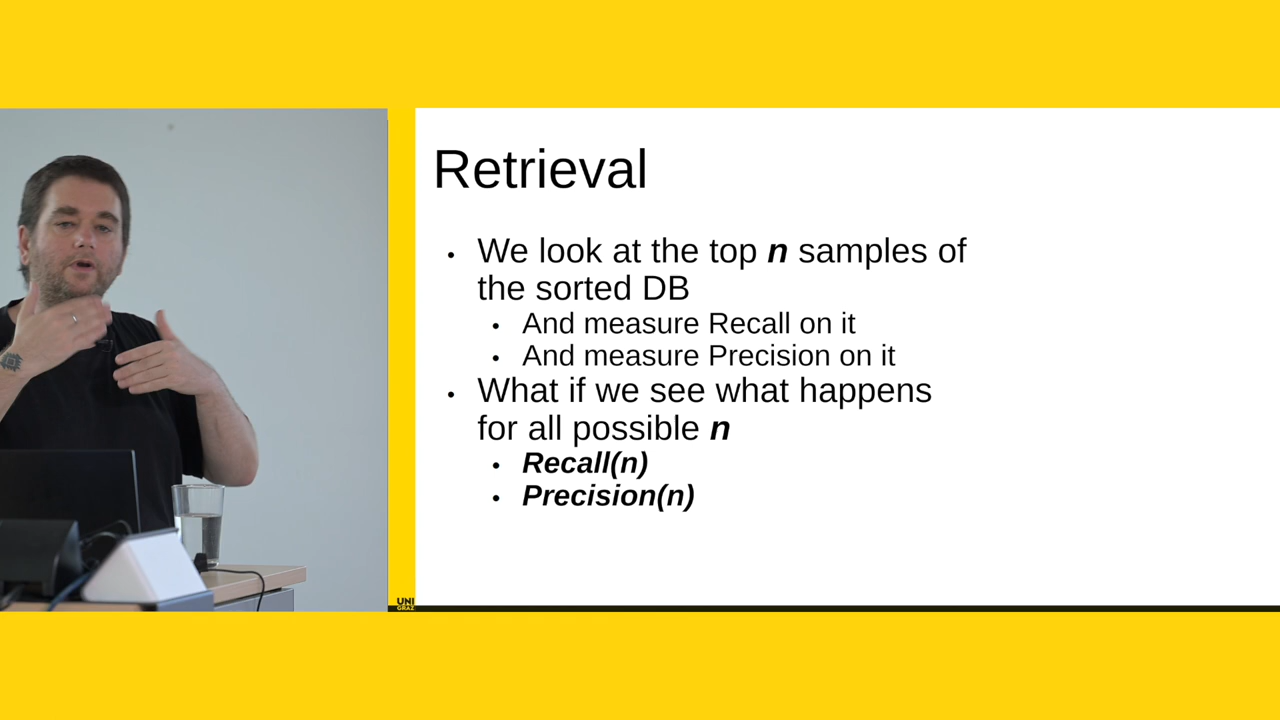 Retrieval
• We look at the top n samples of
the sorted DB
• And measure Recall on it
• And measure Precision on it
• What if we see what happens
for all possible n
• Recall(n)
• Precision(n)
UNI
GRAZ